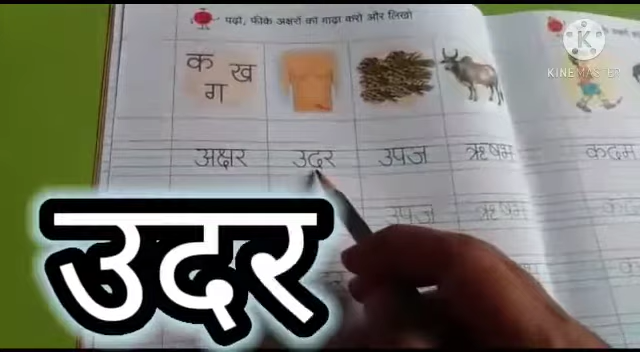 पढ़ो, फीके अक्षरों को गाढ़ा करो और लिखो
क ख
ग
अक्षर उदर उपज ऋषभ कदम
उपज ऋषभ
उदर
KINEMASTER